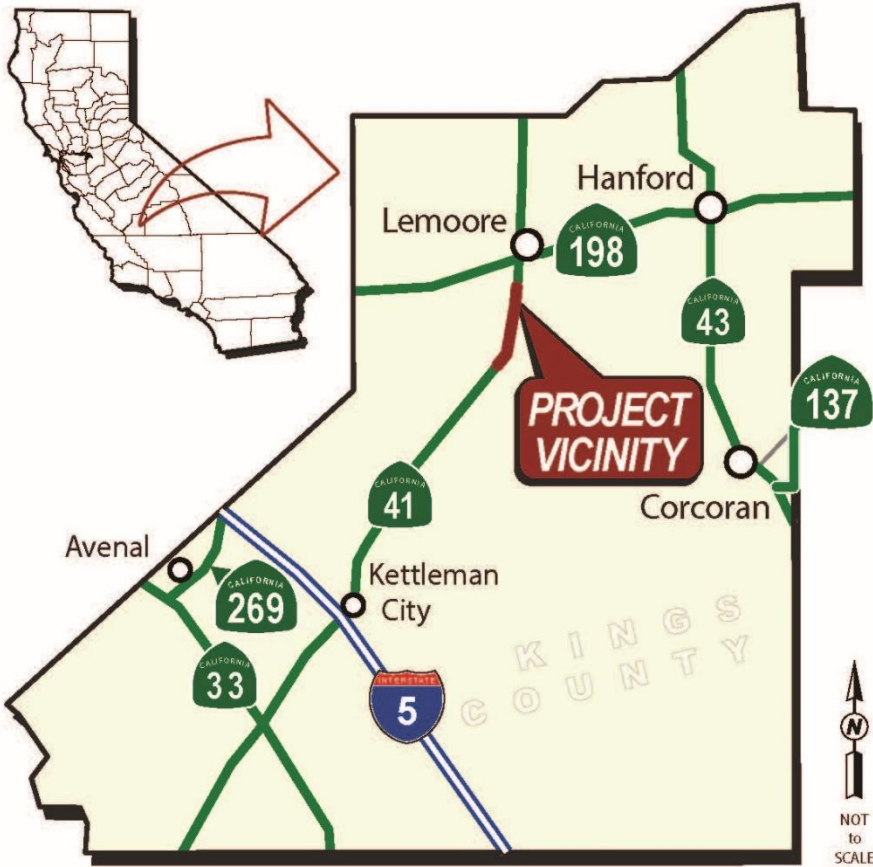 Hanford
Lemoore
CALIFORNIA
198
CALIFORNIA
43
CALIFORNIA
137
PROJECT
VICINITY
CALIFORNIA
41
Corcoran
Avenal
Kettleman
City
CALIFORNIA
269
CALIFORNIA
33
KINGS
COUNTY
INTERSTATE
5
N
NOT
to
SCALE